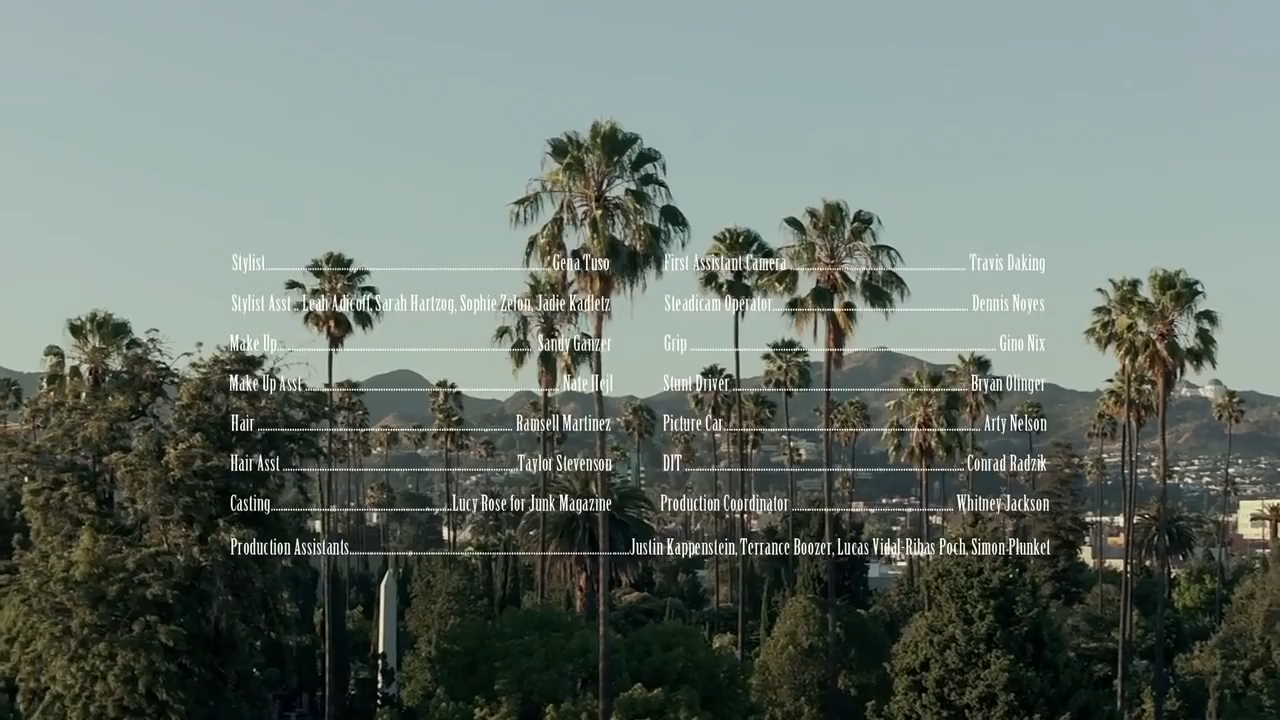 Stylist Gena Tuso
Stylist Asst Leah Adicoff, Sarah Hartzog, Sophie Zelon, Jadie Kadletz
Make Up Sandy Ganzer
Make Up Asst Nate Hejl
Hair Ramsell Martinez
Hair Asst Taylor Stevenson
Casting Lucy Rose for Junk Magazine
First Assistant Camera Travis Daking
Steadicam Operator Dennis Noyes
Grip Gino Nix
Stunt Driver Bryan Olinger
Picture Car Arty Nelson
DIT Conrad Radzik
Production Coordinator Whitney Jackson
Production Assistants Justin Kappenstein, Terrance Boozer, Lucas Vidal-Ribas Poch, Simon Plunket